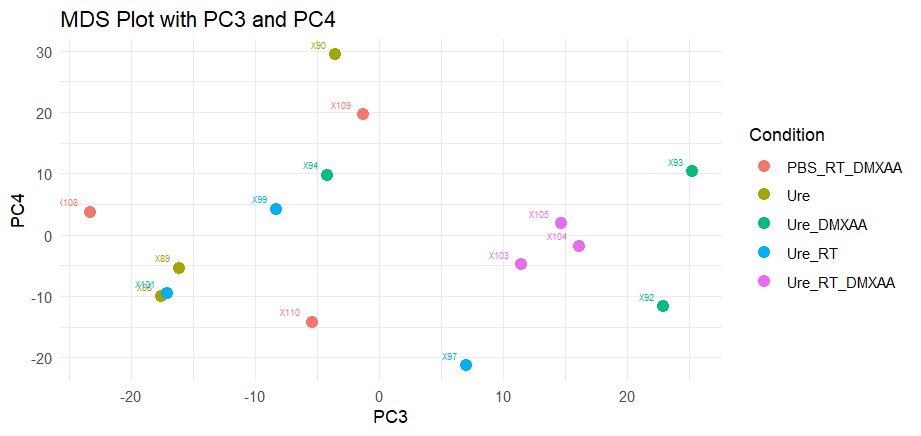 MDS Plot with PC3 and PC4
X90
X109
X94
X93
X99
X108
X105
X104
X103
X89
X101
X92
X110
X97
30
20
10
0
-10
-20
PC4
-20
-10
0
10
20
PC3
Condition
PBS_RT_DMXAA
Ure
Ure_DMXAA
Ure_RT
Ure_RT_DMXAA